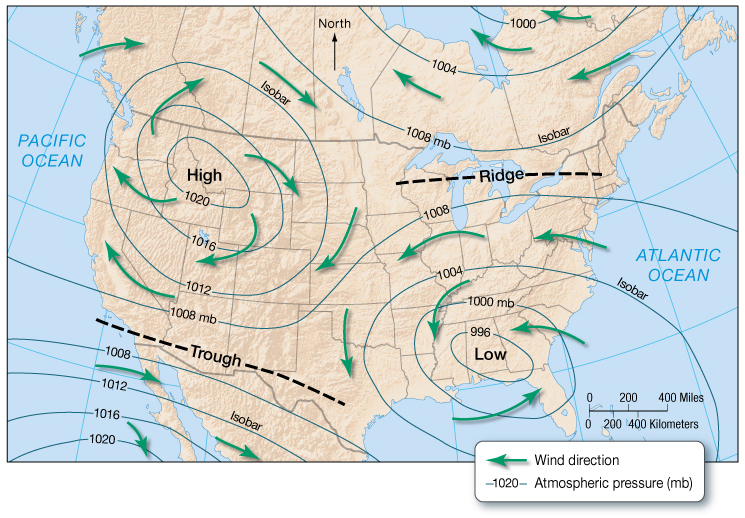 North
1000
1004
Isobar
1008 mb
Isobar
PACIFIC
OCEAN
High
1020
Ridge
1008
1016
ATLANTIC
OCEAN
1004
1012
Isobar
1000 mb
1008 mb
996
Low
1008
Trough
1012
1016
Isobar
1020
0 200 400 Miles
0 200 400 Kilometers
Wind direction
1020 Atmospheric pressure (mb)